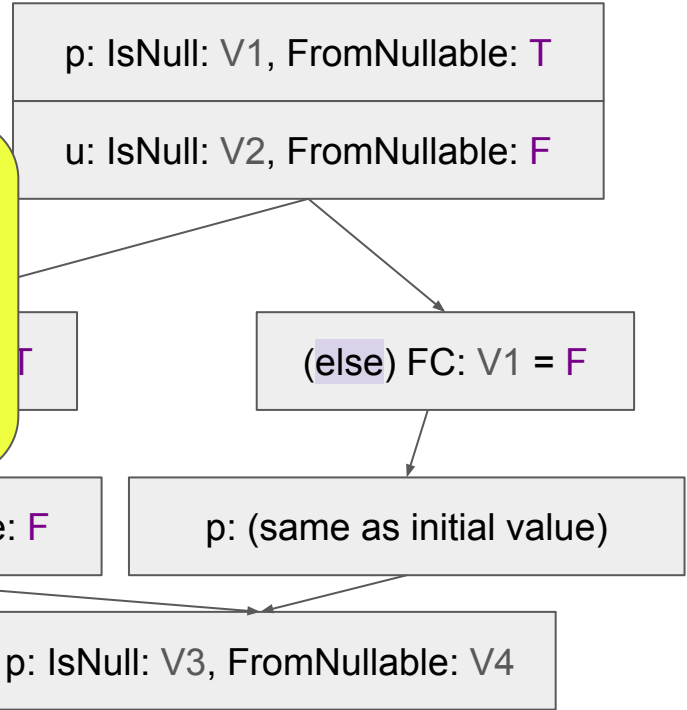 p: IsNull: V1, FromNullable: T
u: IsNull: V2, FromNullable: F
T
(else) FC: V1 = F
: F
p: (same as initial value)
p: IsNull: V3, FromNullable: V4